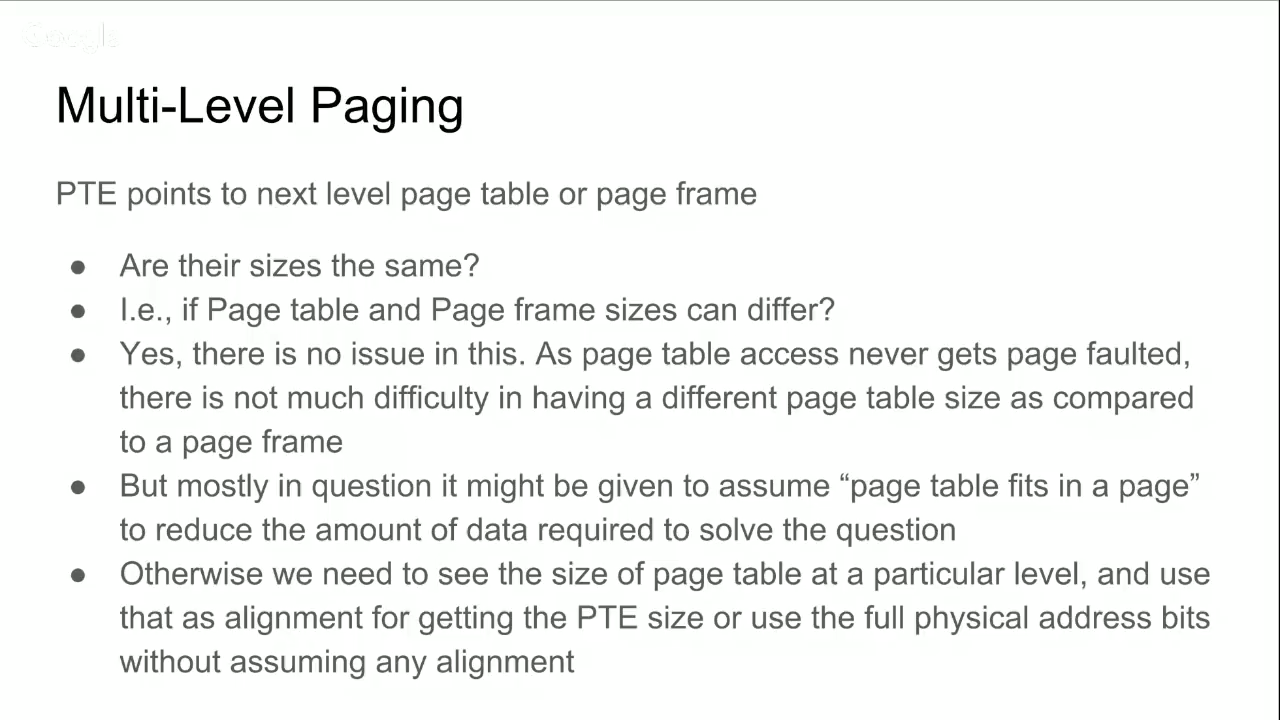 Multi-Level Paging
PTE points to next level page table or page frame
● Are their sizes the same?
● I.e., if Page table and Page frame sizes can differ?
● Yes, there is no issue in this. As page table access never gets page faulted,
there is not much difficulty in having a different page table size as compared
to a page frame
● But mostly in question it might be given to assume “page table fits in a page”
to reduce the amount of data required to solve the question
● Otherwise we need to see the size of page table at a particular level, and use
that as alignment for getting the PTE size or use the full physical address bits
without assuming any alignment